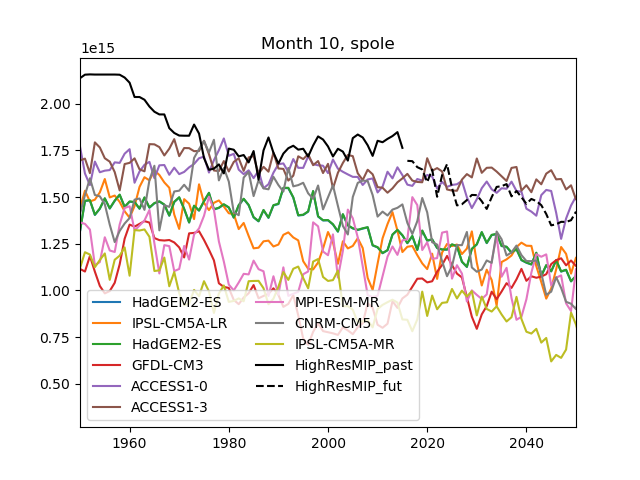 Month 10, spole
1e15
2.00
1.75
1.50
1.25
1.00
0.75
0.50
HadGEM2-ES
IPSL-CM5A-LR
HadGEM2-ES
GFDL-CM3
ACCESS1-0
ACCESS1-3
MPI-ESM-MR
CNRM-CM5
IPSL-CM5A-MR
HighResMIP_past
HighResMIP_fut
1960 1980 2000 2020 2040